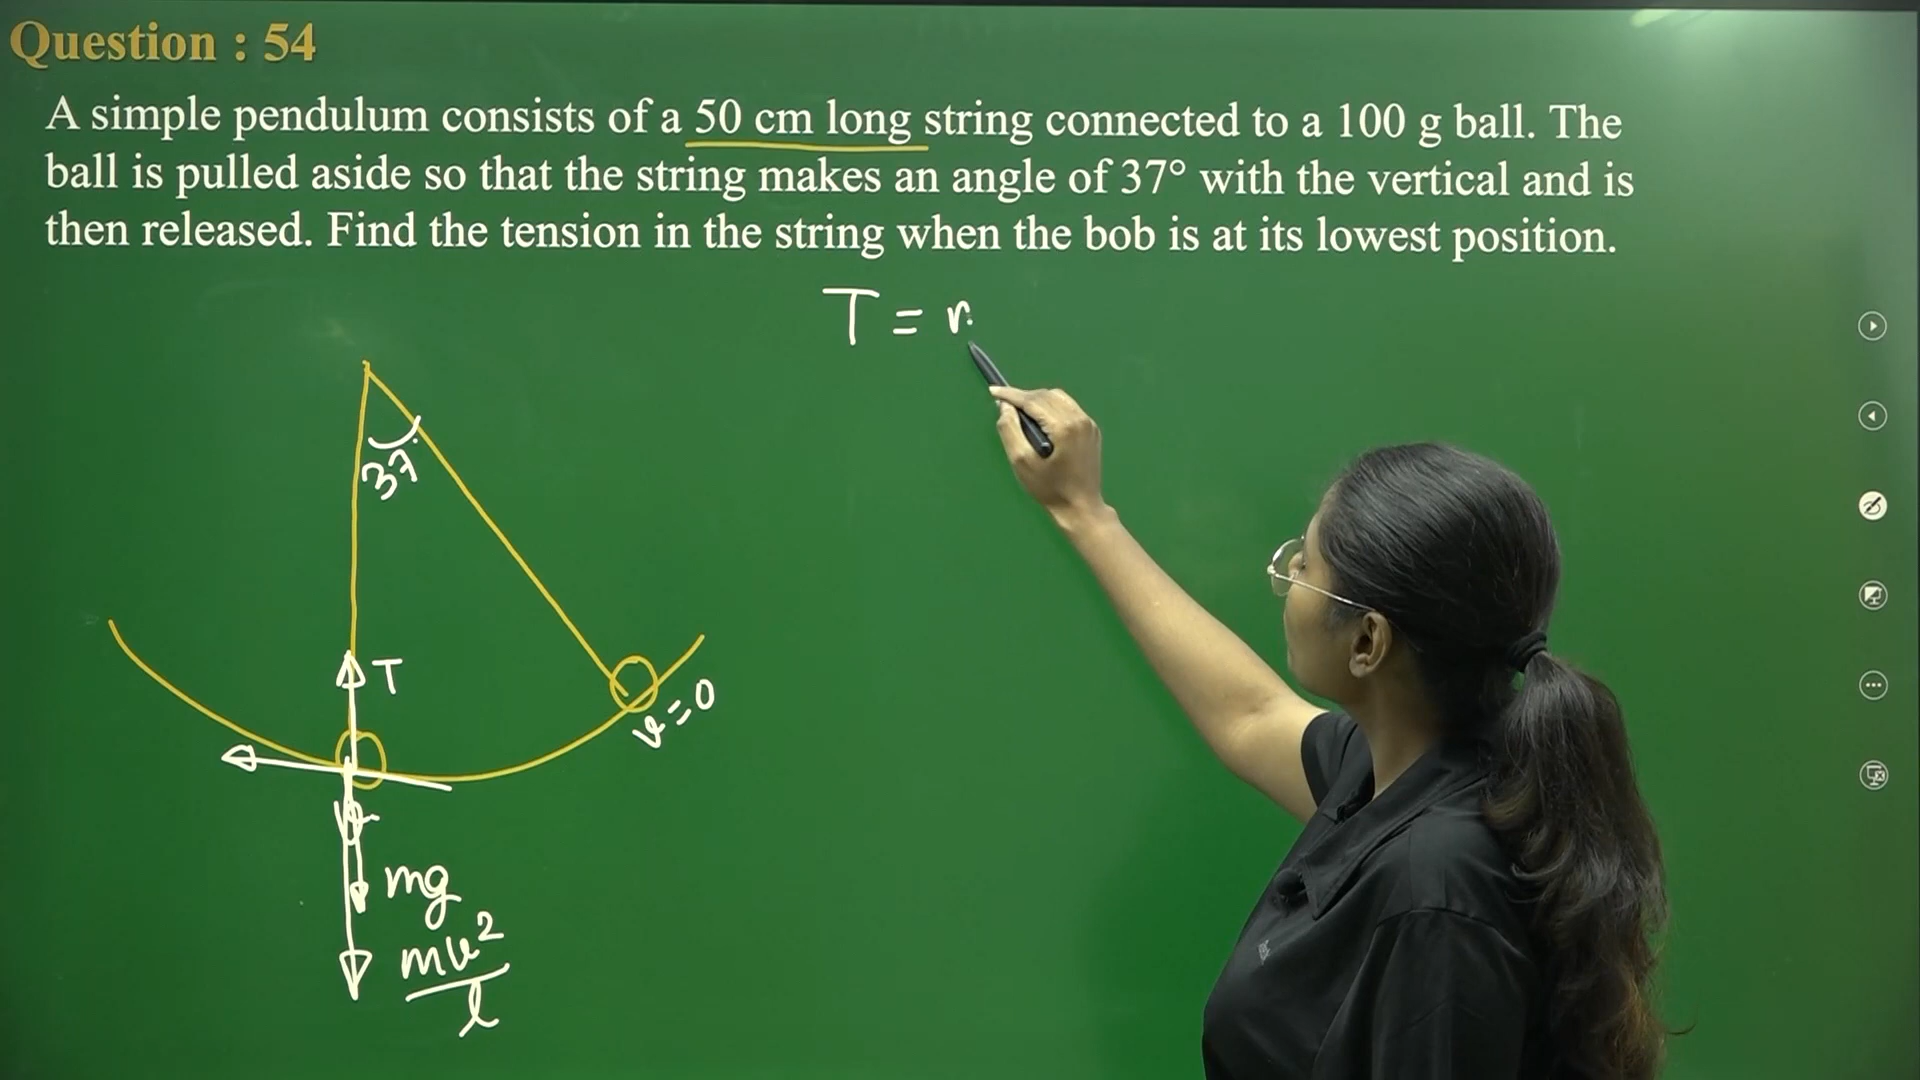 Question : 54
A simple pendulum consists of a 50 cm long string connected to a 100 g ball. The
ball is pulled aside so that the string makes an angle of 37° with the vertical and is
then released. Find the tension in the string when the bob is at its lowest position.
T =
37
T
v=0
mg
mv²
l